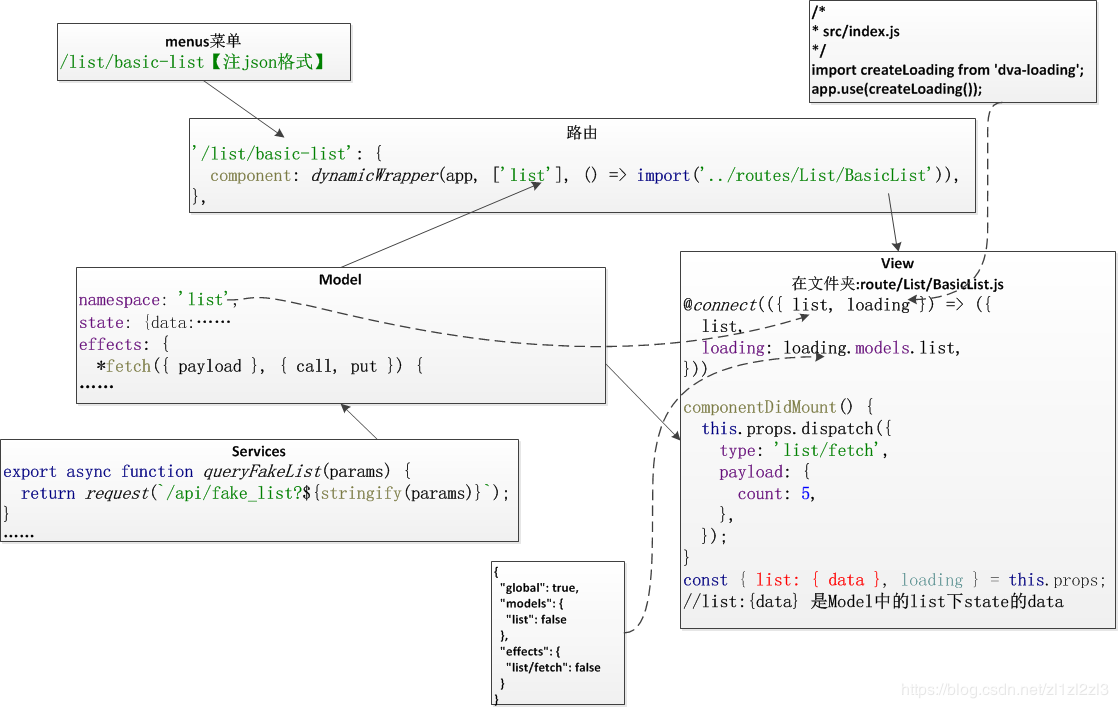 menus菜单
/list/basic-list【注json格式】
/*
* src/index.js
*/
import createLoading from 'dva-loading';
app.use(createLoading());
路由
'/list/basic-list': {
component: dynamicWrapper(app, ['list'], () => import('../routes/List/BasicList')),
},
Model
namespace: 'list',
state: {data:……
effects: {
*fetch({ payload }, { call, put }) {
……
Services
export async function queryFakeList(params) {
return request(`/api/fake_list?${stringify(params)}`);
}
……
View
在文件夹:route/List/BasicList.js
@connect(({ list, loading }) => ({
list,
loading: loading.models.list,
}))
componentDidMount() {
this.props.dispatch({
type: 'list/fetch',
payload: {
count: 5,
},
});
}
const { list: { data }, loading } = this.props;
//list:{data} 是Model中的list下state的data
{
"global": true,
"models": {
"list": false
},
"effects": {
"list/fetch": false
}
}
https://blog.csdn.net/zl1zl2zl3